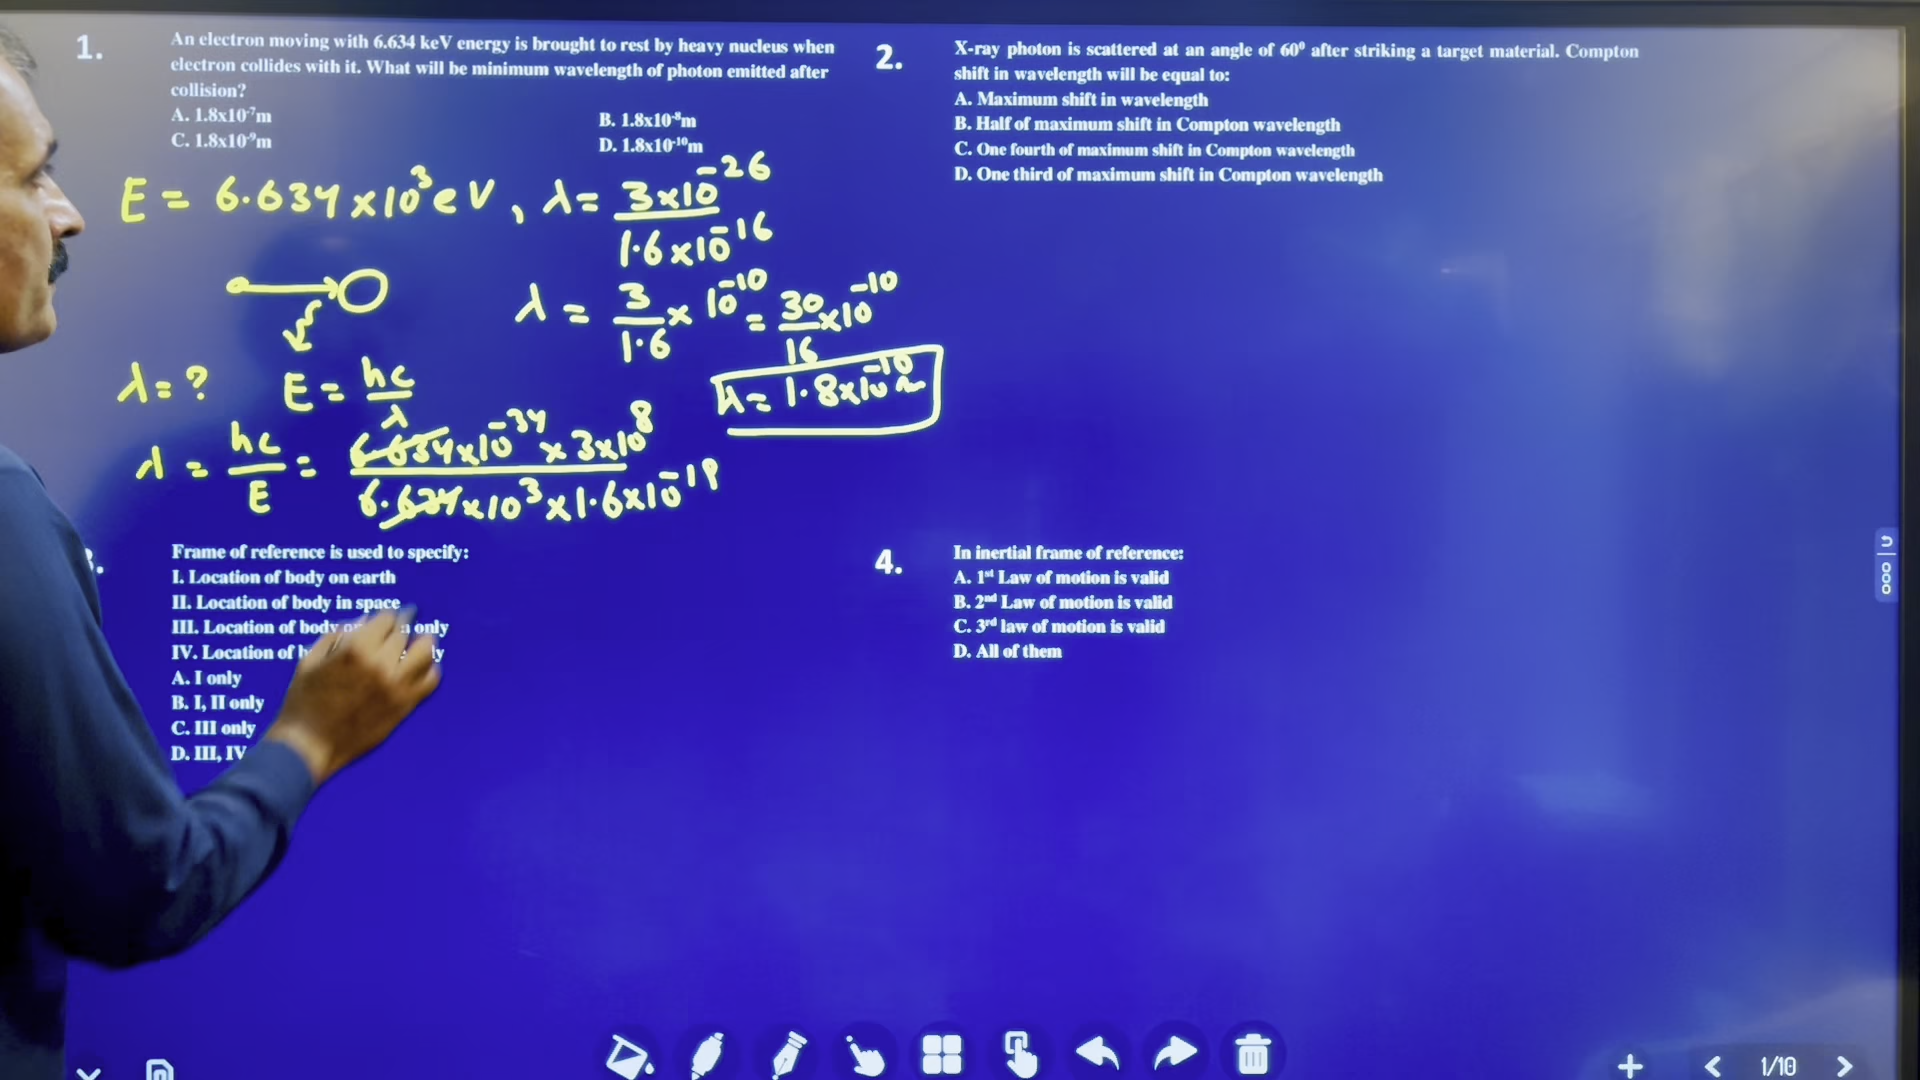 1.
An electron moving with 6.634 keV energy is brought to rest by heavy nucleus when
electron collides with it. What will be minimum wavelength of photon emitted after
collision?
A. 1.8x10⁻⁷m
B. 1.8x10⁻⁸m
C. 1.8x10⁻⁹m
D. 1.8x10⁻¹⁰m
E = 6.634 x10³eV, λ= 3x10⁻²⁶ / 1.6x10⁻¹⁶
λ = 3/1.6 x 10⁻¹⁰ = 30/16 x10⁻¹⁰
λ= 1.8x10⁻¹⁰m
λ= ? E = hc/λ
λ = hc/E = 6.634x10⁻³⁴ x 3x10⁸ / 6.634x10³x1.6x10⁻¹⁹
2.
X-ray photon is scattered at an angle of 60⁰ after striking a target material. Compton
shift in wavelength will be equal to:
A. Maximum shift in wavelength
B. Half of maximum shift in Compton wavelength
C. One fourth of maximum shift in Compton wavelength
D. One third of maximum shift in Compton wavelength
Frame of reference is used to specify:
I. Location of body on earth
II. Location of body in space
III. Location of body only
IV. Location of
A. I only
B. I, II only
C. III only
D. III, IV
4.
In inertial frame of reference:
A. 1ˢᵗ Law of motion is valid
B. 2ⁿᵈ Law of motion is valid
C. 3ʳᵈ law of motion is valid
D. All of them
1/10